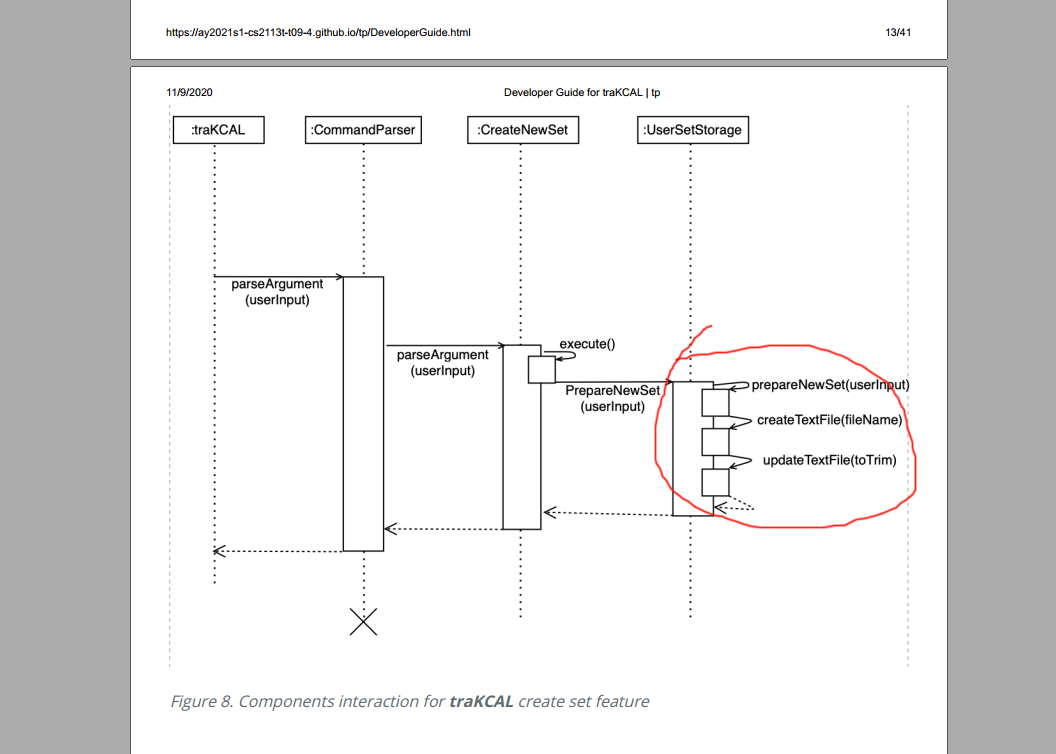 https://ay2021s1-cs2113t-t09-4.github.io/tp/DeveloperGuide.html 13/41
11/9/2020 Developer Guide for traKCAL | tp
:traKCAL :CommandParser :CreateNewSet :UserSetStorage
parseArgument
(userInput)
execute()
parseArgument
(userInput)
PrepareNewSet
(userInput)
prepareNewSet(userInput)
createTextFile(fileName)
updateTextFile(toTrim)
Figure 8. Components interaction for traKCAL create set feature